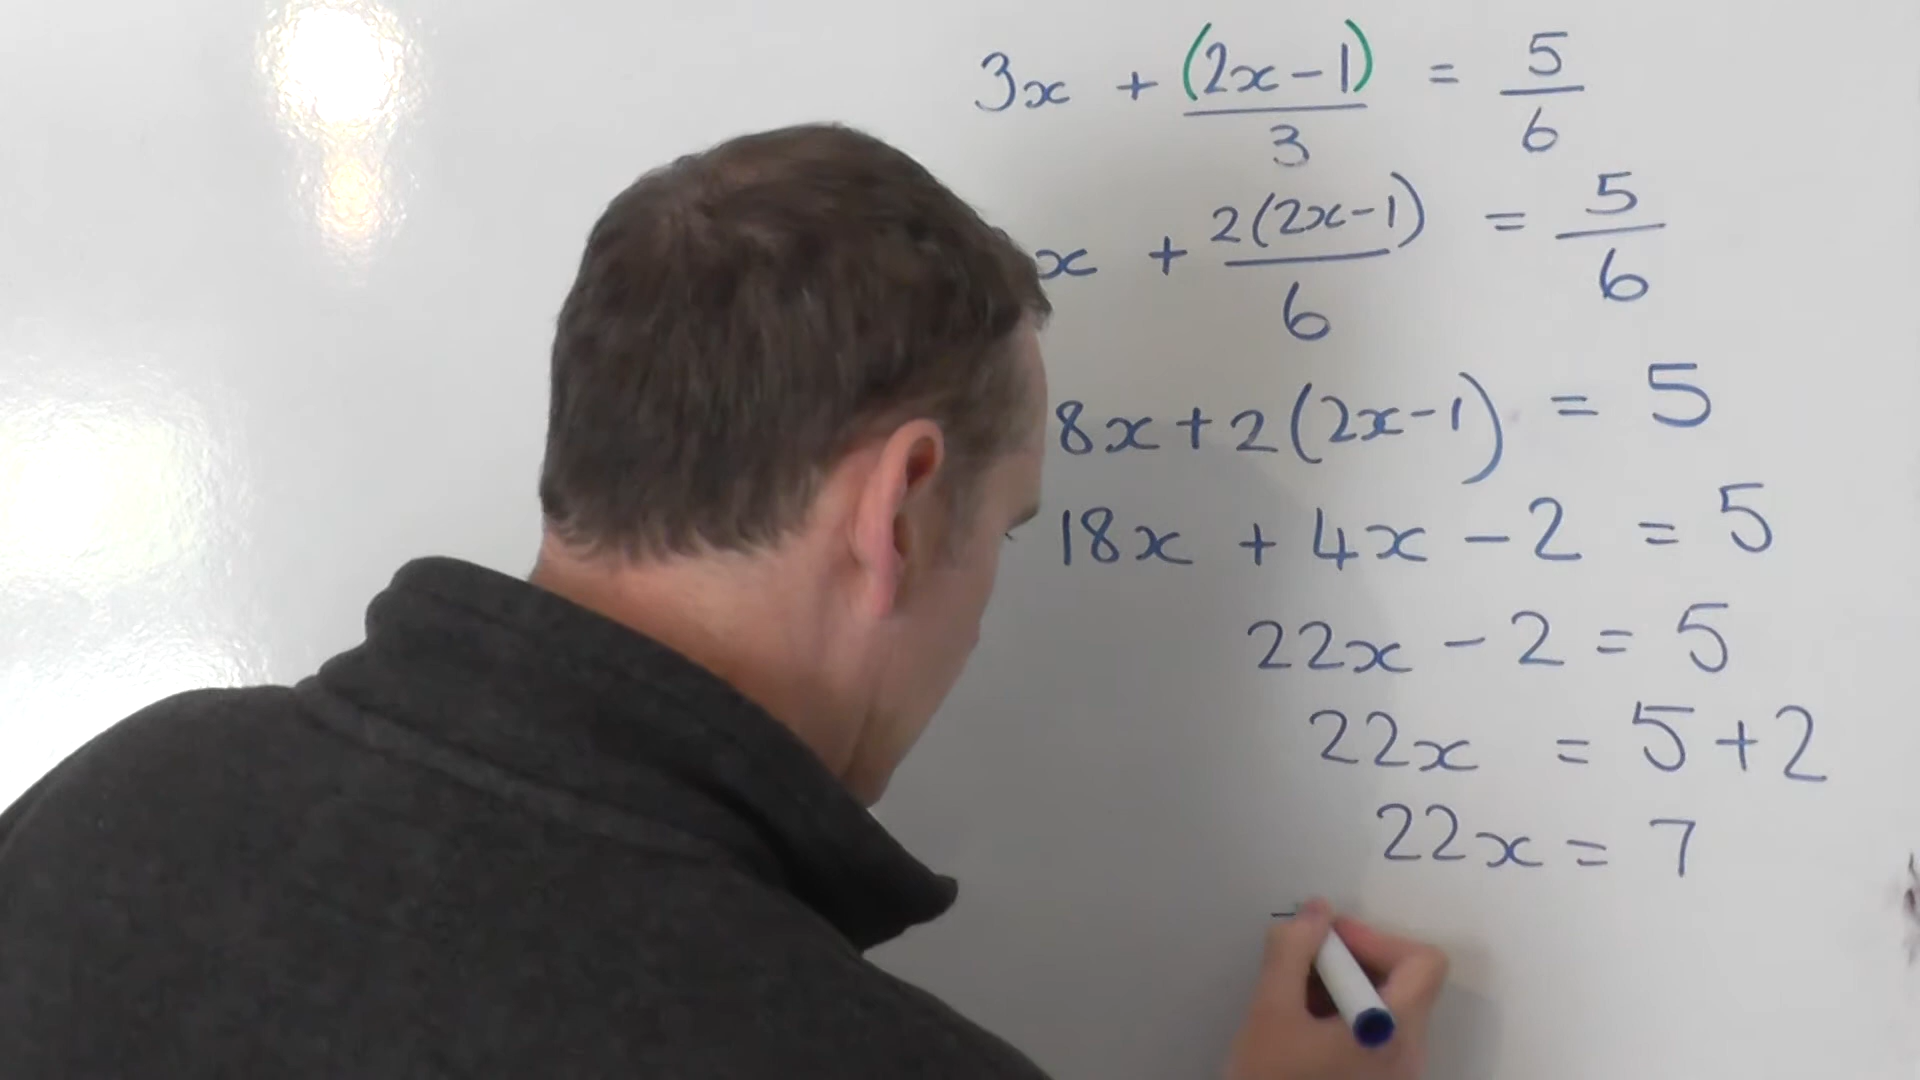 3x + (2x-1)/3 = 5/6
x + 2(2x-1)/6 = 5/6
8x + 2(2x-1) = 5
18x + 4x - 2 = 5
22x - 2 = 5
22x = 5+2
22x = 7